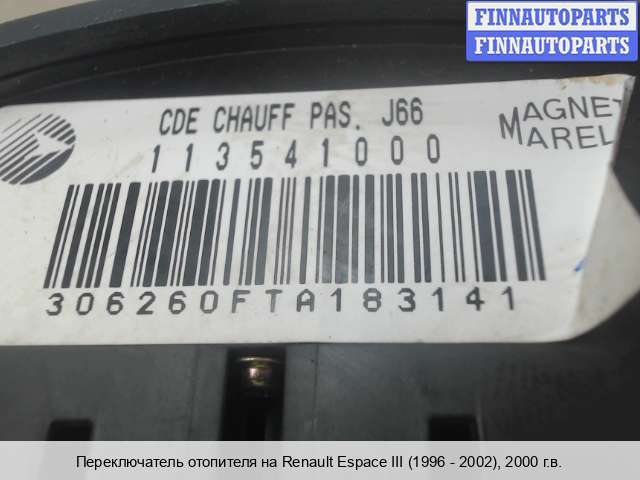 FINNAUTOPARTS
FINNAUTOPARTS
CDE CHAUFF PAS. J66
113541000
MAGNET
MAREL
306260FTA183141
Переключатель отопителя на Renault Espace III (1996 - 2002), 2000 г.в.